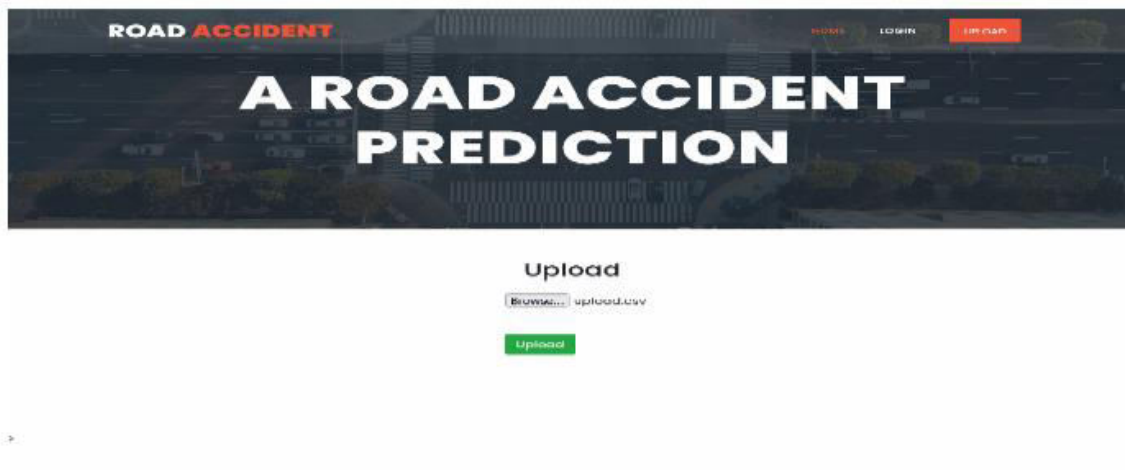 ROAD ACCIDENT
HOME LOGIN UPLOAD
A ROAD ACCIDENT
PREDICTION
Upload
Browse... upload.csv
Upload
>